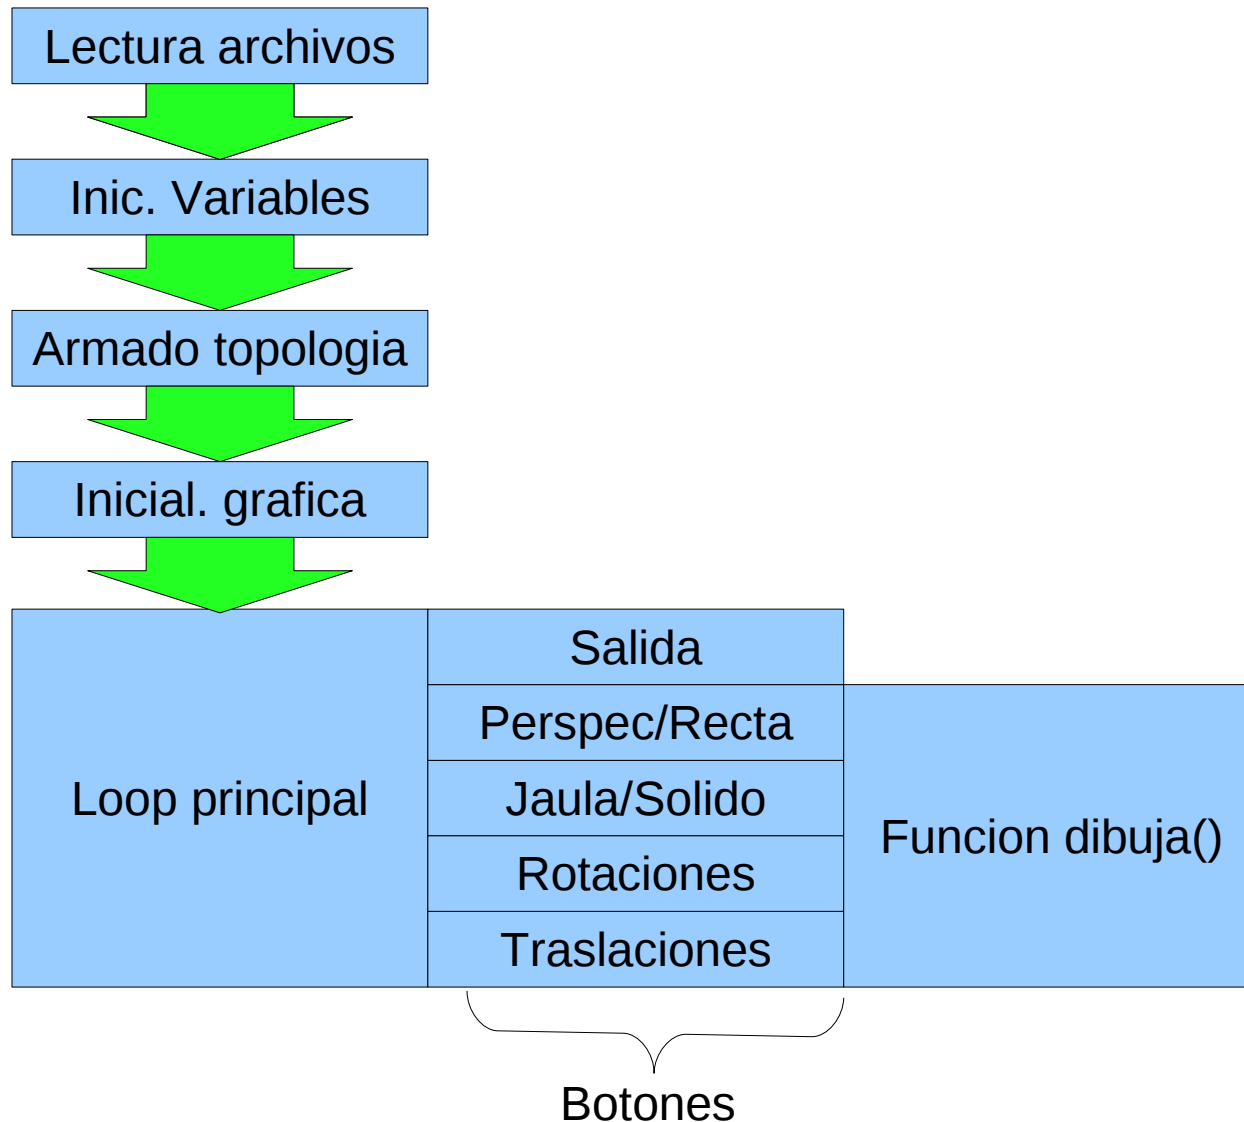 Lectura archivos
Inic. Variables
Armado topologia
Inicial. grafica
Loop principal
Salida
Perspec/Recta
Jaula/Solido
Rotaciones
Traslaciones
Funcion dibuja()
Botones